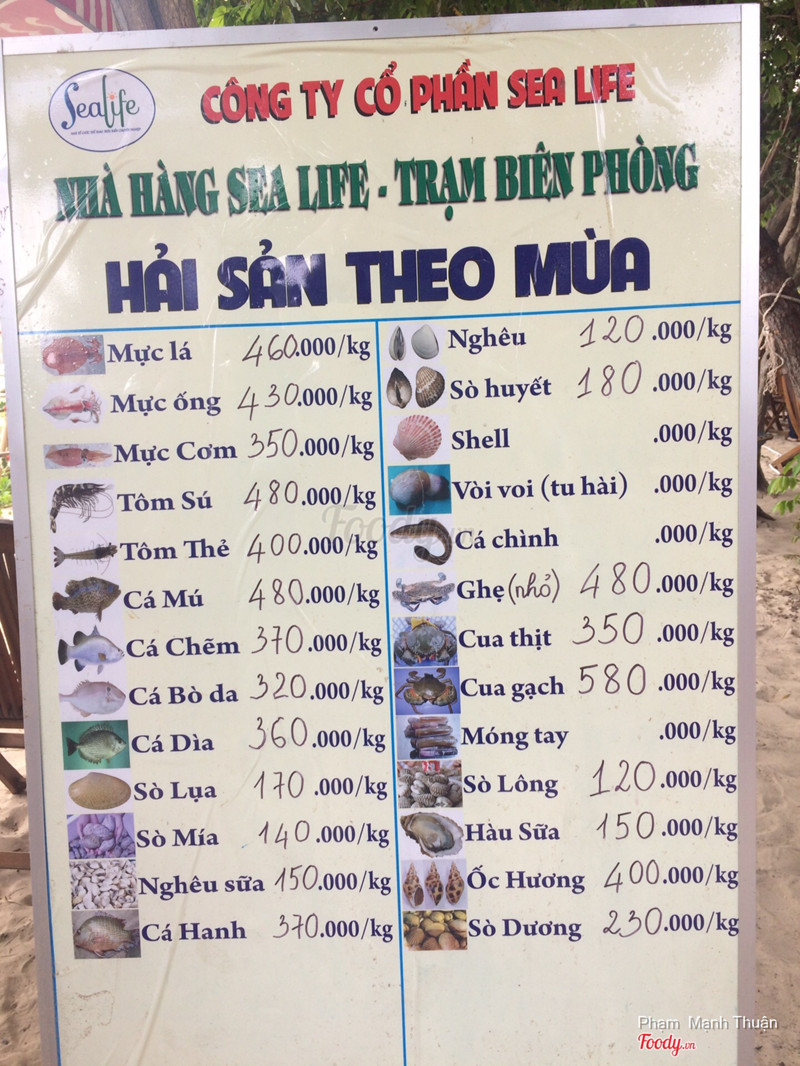 SeaLife
CÔNG TY CỔ PHẦN SEA LIFE
NHÀ HÀNG SEA LIFE - TRẠM BIÊN PHÒNG
HẢI SẢN THEO MÙA
Mực lá 460.000/kg
Mực ống 430.000/kg
Mực Cơm 350.000/kg
Tôm Sú 480.000/kg
Tôm Thẻ 400.000/kg
Cá Mú 480.000/kg
Cá Chẽm 370.000/kg
Cá Bò da 320.000/kg
Cá Dìa 360.000/kg
Sò Lụa 170.000/kg
Sò Mía 140.000/kg
Nghêu sữa 150.000/kg
Cá Hanh 370.000/kg
Nghêu 120.000/kg
Sò huyết 180.000/kg
Shell .000/kg
Vòi voi (tu hài) .000/kg
Cá chình .000/kg
Ghẹ (nhỏ) 480.000/kg
Cua thịt 350.000/kg
Cua gạch 580.000/kg
Móng tay .000/kg
Sò Lông 120.000/kg
Hàu Sữa 150.000/kg
Ốc Hương 400.000/kg
Sò Dương 230.000/kg
Foody.vn
Phạm Mạnh Thuân
Foody.vn